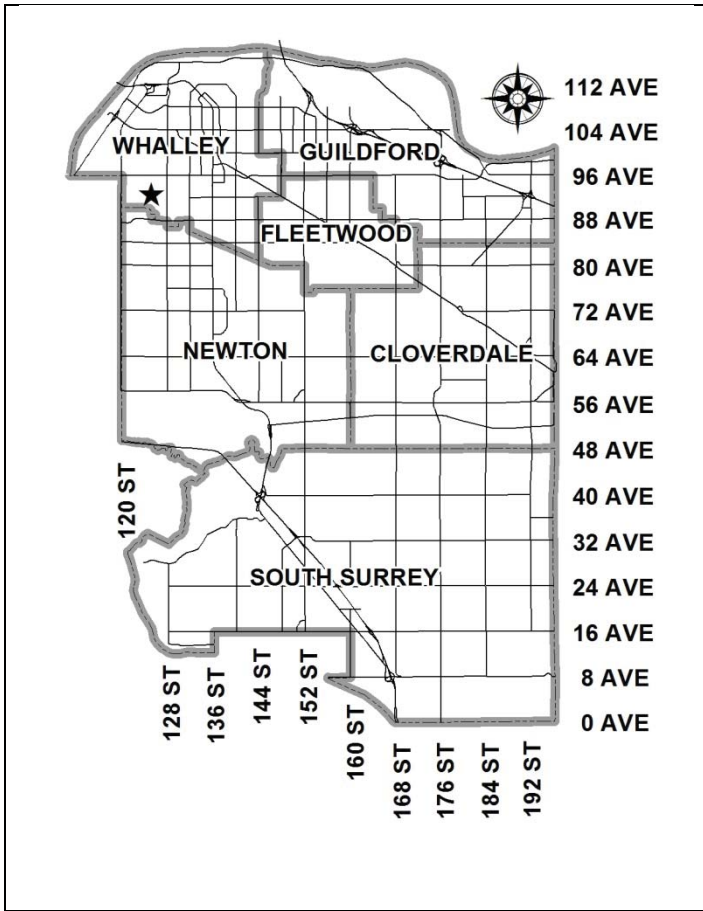 112 AVE
104 AVE
WHALLEY
GUILDFORD
96 AVE
88 AVE
FLEETWOOD
80 AVE
72 AVE
NEWTON
CLOVERDALE
64 AVE
56 AVE
48 AVE
120 ST
40 AVE
32 AVE
SOUTH SURREY
24 AVE
16 AVE
128 ST
136 ST
144 ST
152 ST
160 ST
8 AVE
0 AVE
168 ST
176 ST
184 ST
192 ST